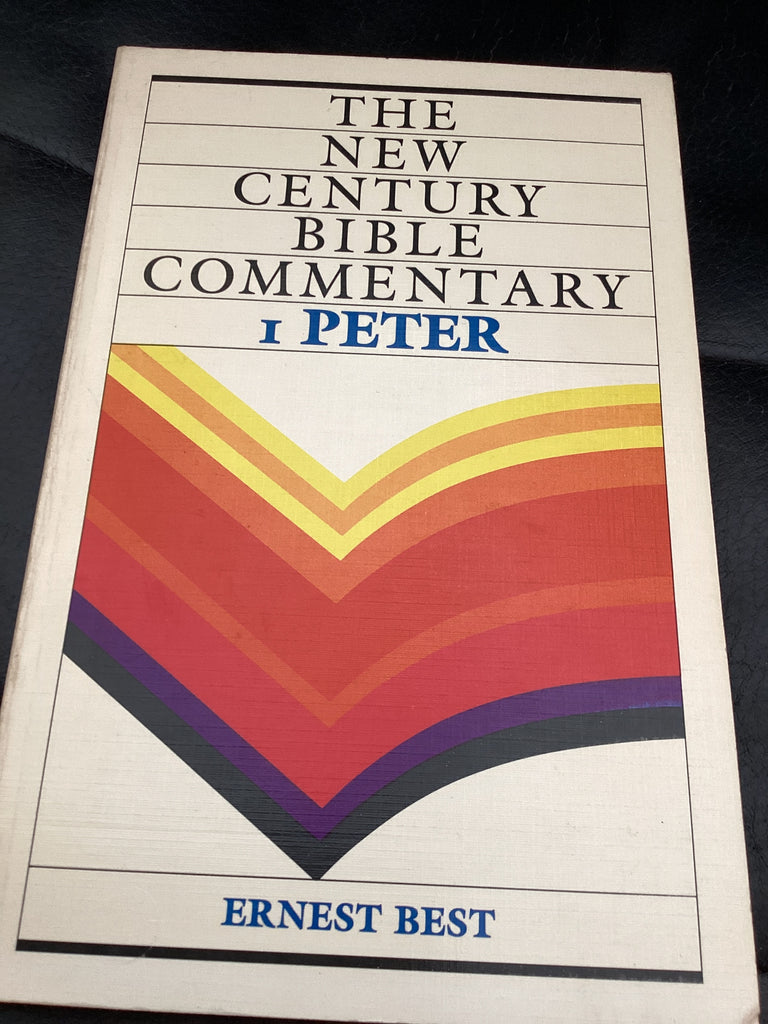 THE
NEW
CENTURY
BIBLE
COMMENTARY
1 PETER
ERNEST BEST